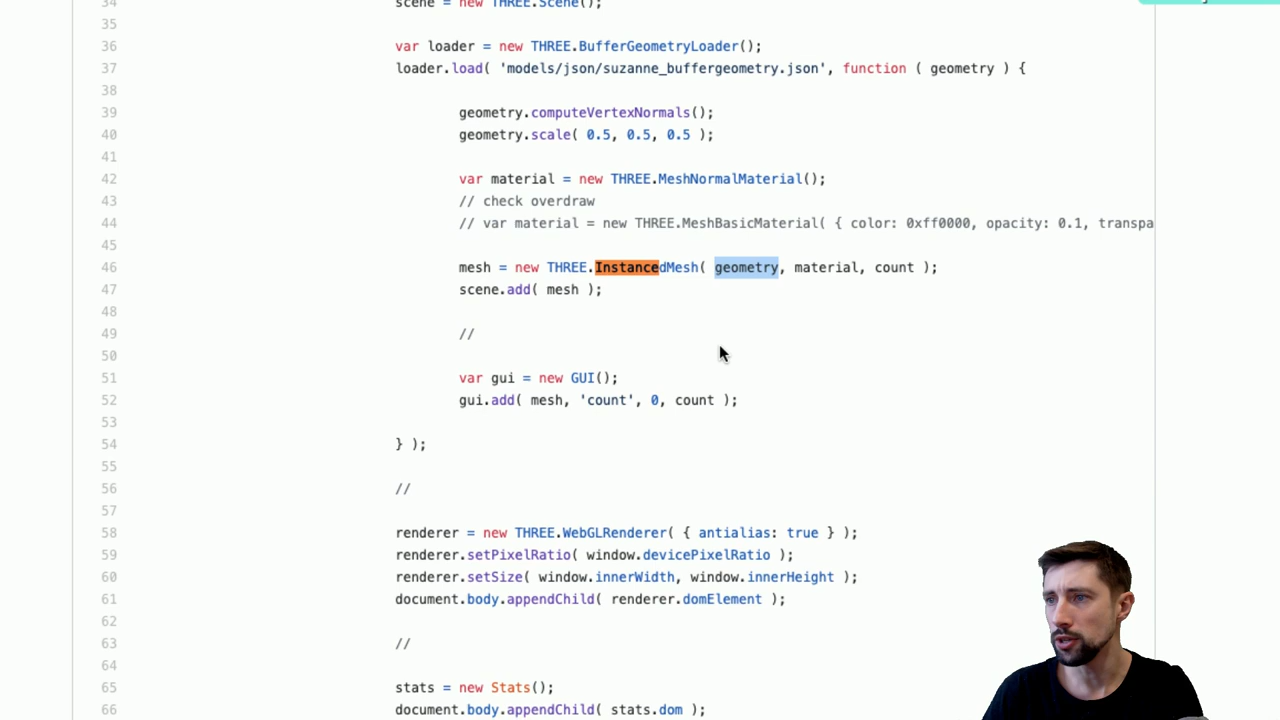 34 scene = new THREE.Scene();
35
36 var loader = new THREE.BufferGeometryLoader();
37 loader.load( 'models/json/suzanne_buffergeometry.json', function ( geometry ) {
38
39 geometry.computeVertexNormals();
40 geometry.scale( 0.5, 0.5, 0.5 );
41
42 var material = new THREE.MeshNormalMaterial();
43 // check overdraw
44 // var material = new THREE.MeshBasicMaterial( { color: 0xff0000, opacity: 0.1, transpa
45
46 mesh = new THREE.InstancedMesh( geometry, material, count );
47 scene.add( mesh );
48
49 //
50
51 var gui = new GUI();
52 gui.add( mesh, 'count', 0, count );
53
54 } );
55
56 //
57
58 renderer = new THREE.WebGLRenderer( { antialias: true } );
59 renderer.setPixelRatio( window.devicePixelRatio );
60 renderer.setSize( window.innerWidth, window.innerHeight );
61 document.body.appendChild( renderer.domElement );
62
63 //
64
65 stats = new Stats();
66 document.body.appendChild( stats.dom );